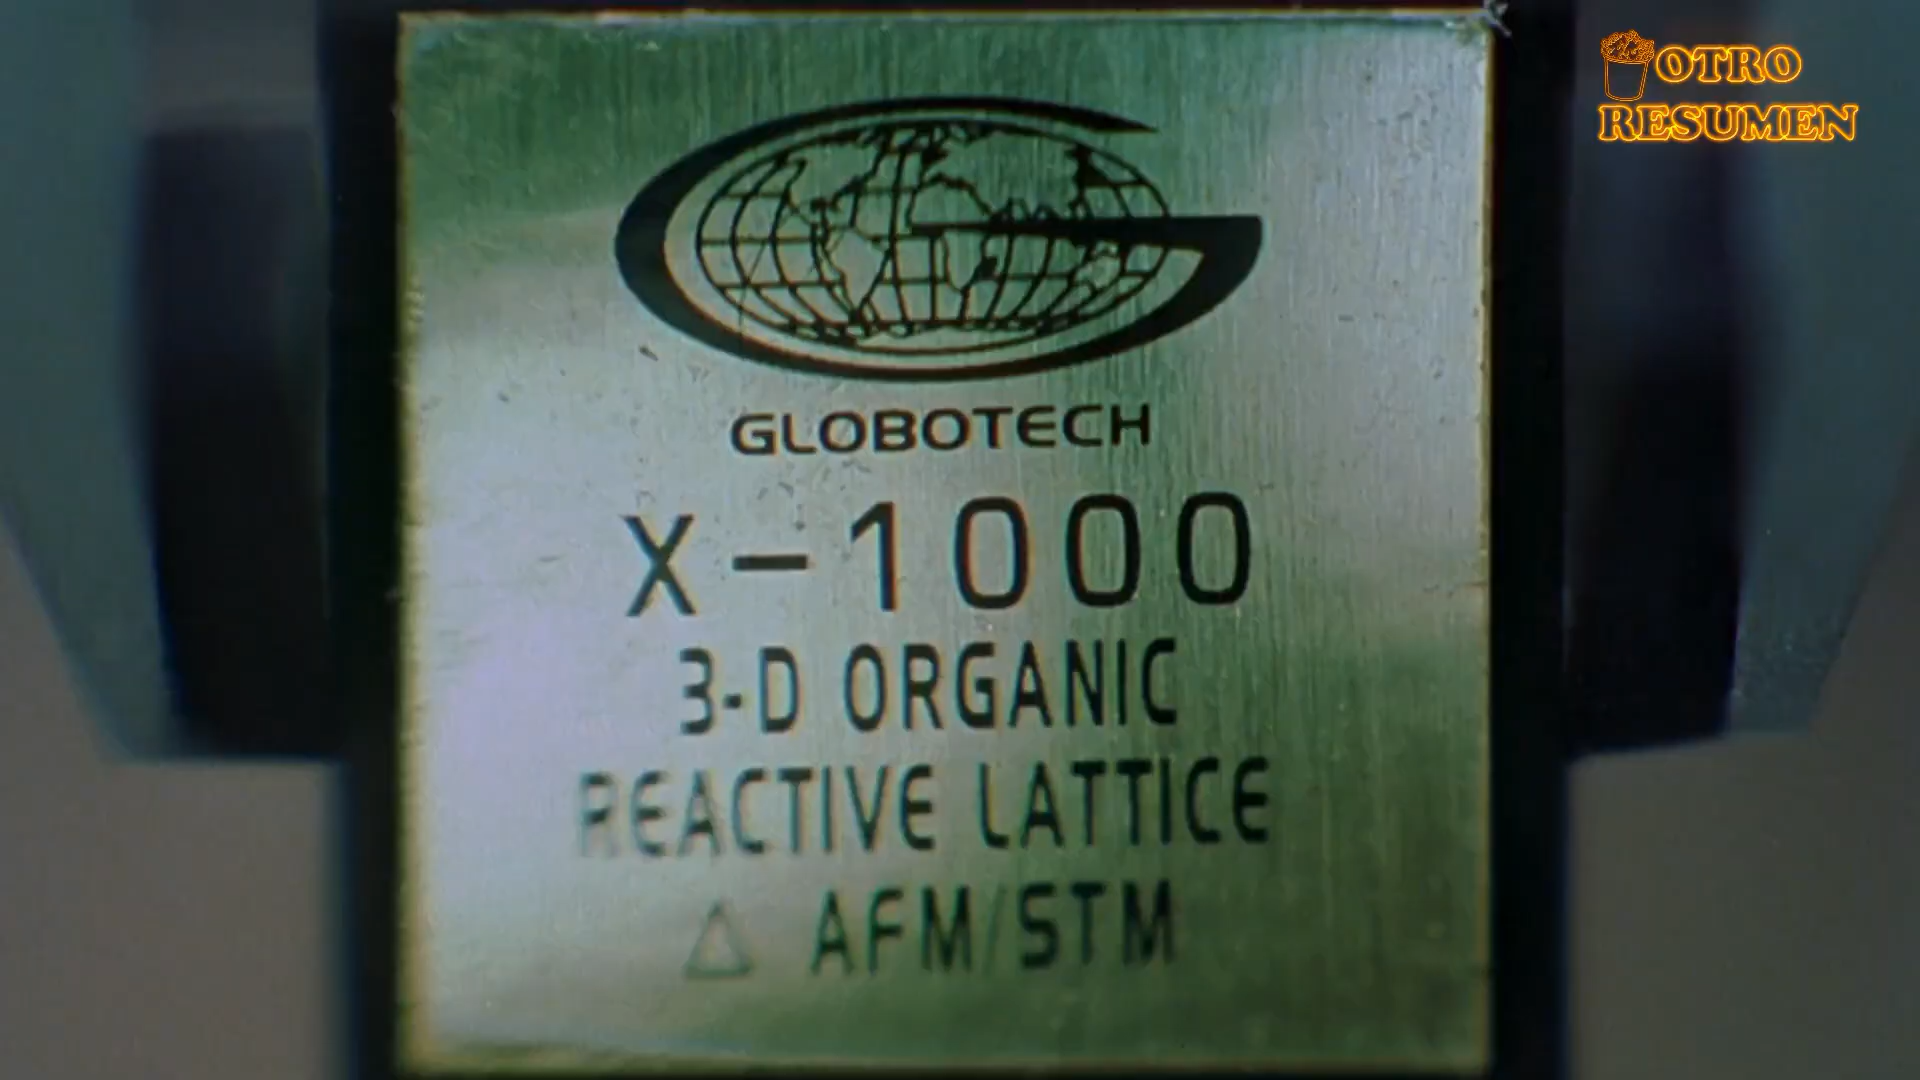 OTRO
RESUMEN
GLOBOTECH
X-1000
3-D ORGANIC
REACTIVE LATTICE
△ AFM/STM